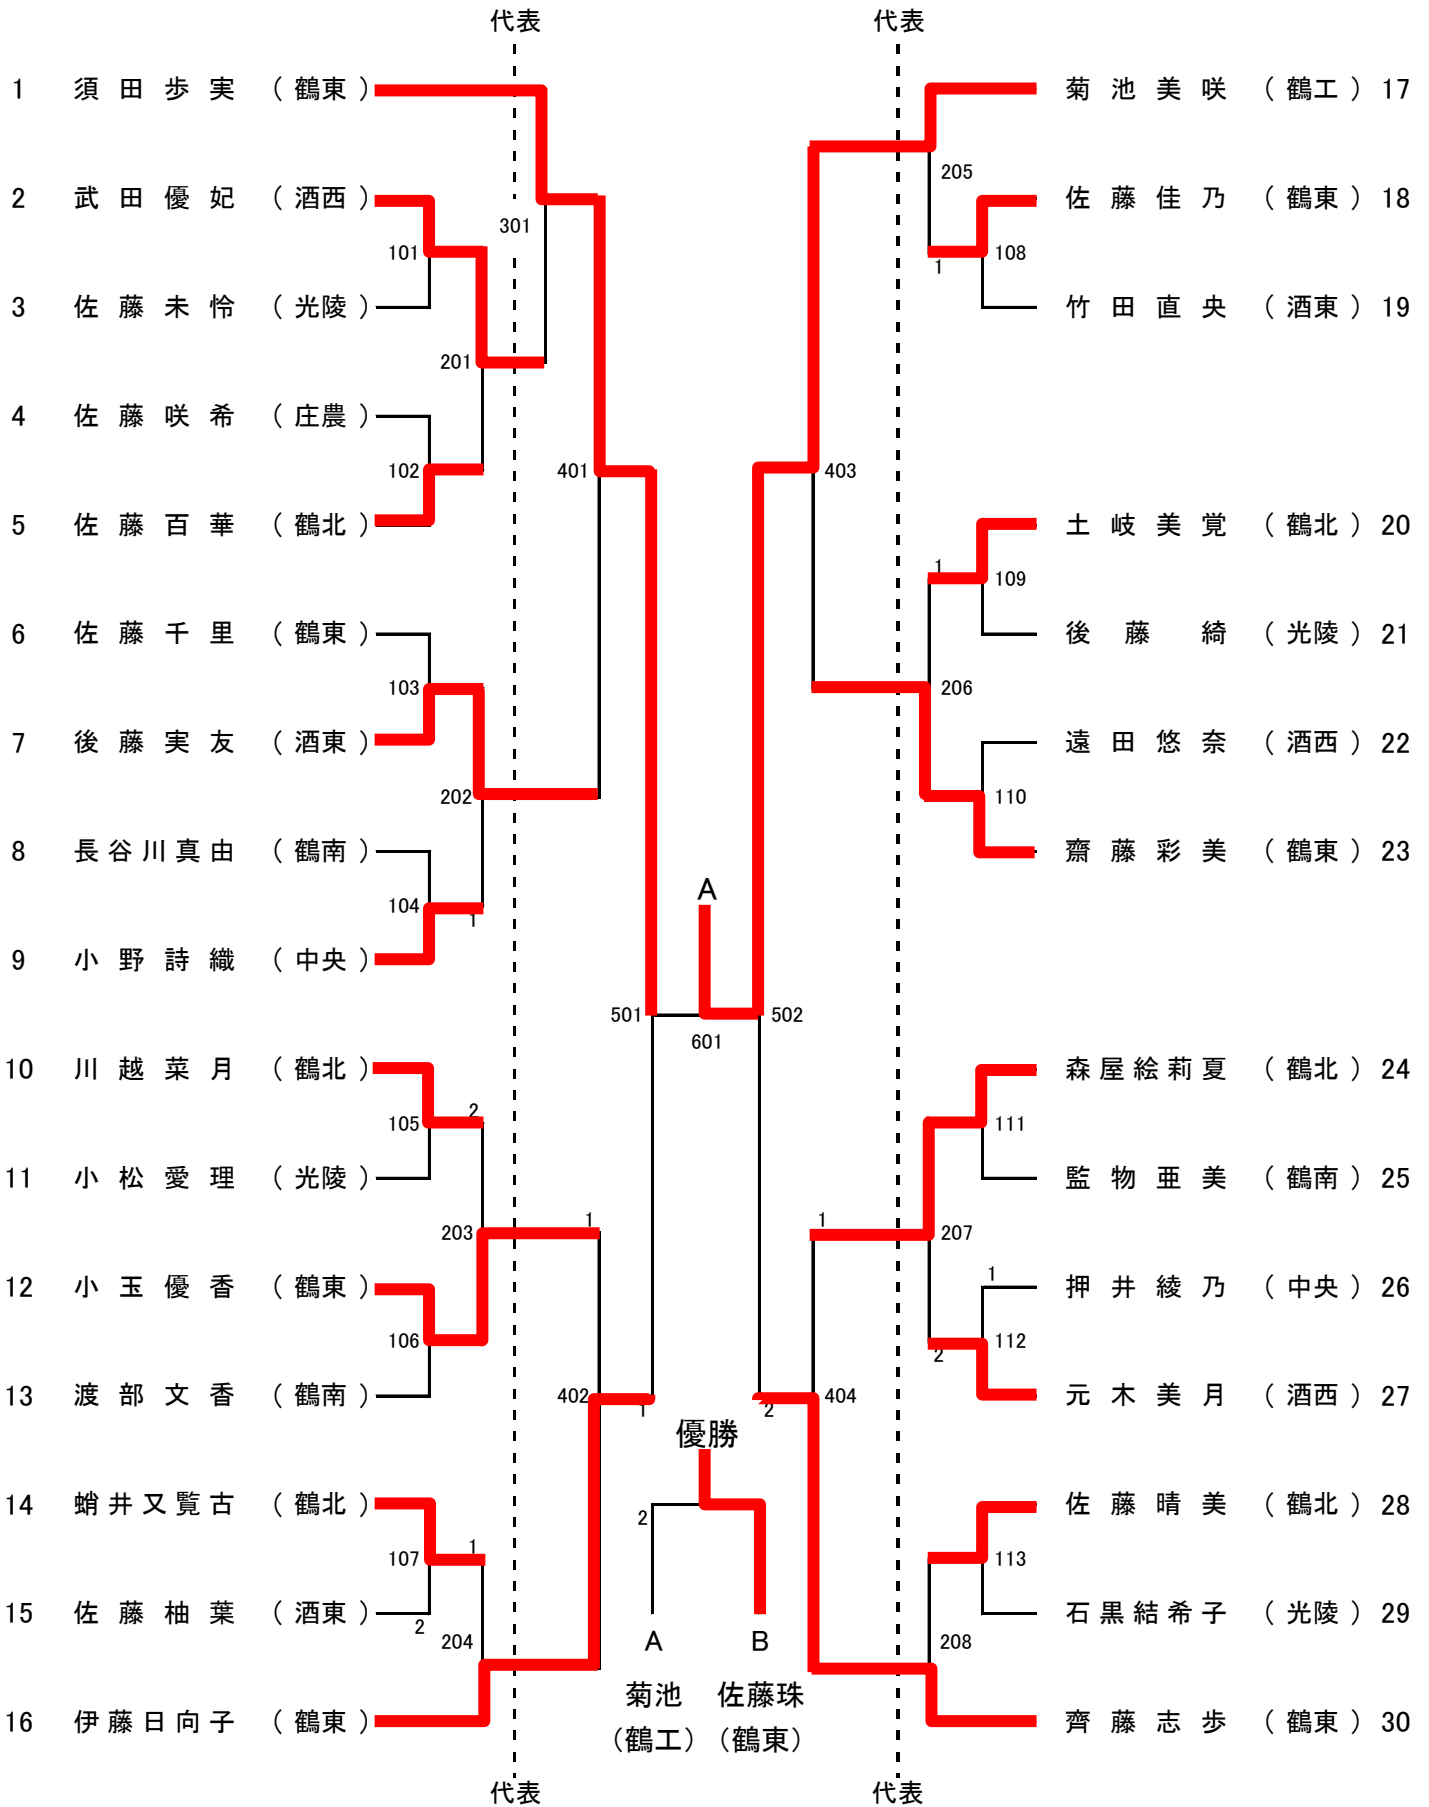 代表 代表
1 須田歩実 （鶴東） 菊池美咲 （鶴工） 17
205
2 武田優妃 （酒西） 佐藤佳乃 （鶴東） 18
301
101 108
1
3 佐藤未怜 （光陵） 竹田直央 （酒東） 19
201
4 佐藤咲希 （庄農）
102 401 403
5 佐藤百華 （鶴北） 土岐美覚 （鶴北） 20
1
109
6 佐藤千里 （鶴東） 後藤綺 （光陵） 21
103 206
7 後藤実友 （酒東） 遠田悠奈 （酒西） 22
202 110
8 長谷川真由 （鶴南） 齋藤彩美 （鶴東） 23
A
104
1
9 小野詩織 （中央）
501 502
601
10 川越菜月 （鶴北） 森屋絵莉夏 （鶴北） 24
2
105 111
11 小松愛理 （光陵） 監物亜美 （鶴南） 25
1 1
203 207
1
12 小玉優香 （鶴東） 押井綾乃 （中央） 26
106 112
2
13 渡部文香 （鶴南） 402 404 元木美月 （酒西） 27
1 2
優勝
14 蛸井又覧古 （鶴北） 佐藤晴美 （鶴北） 28
2
1
107 113
15 佐藤柚葉 （酒東） 石黒結希子 （光陵） 29
2
204 A B 208
菊池 佐藤珠
16 伊藤日向子 （鶴東） 齊藤志歩 （鶴東） 30
（鶴工） （鶴東）
代表 代表